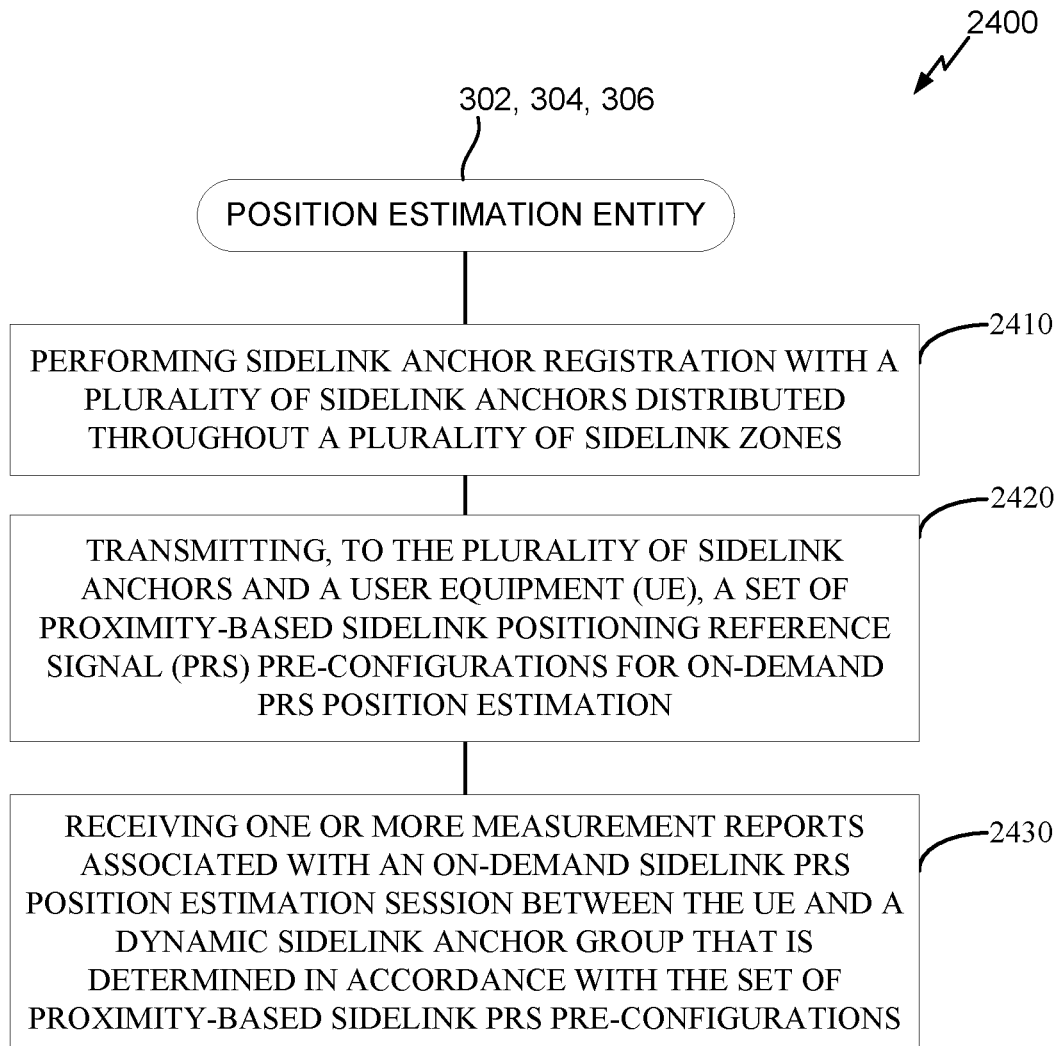 2400
302, 304, 306
POSITION ESTIMATION ENTITY
2410
PERFORMING SIDELINK ANCHOR REGISTRATION WITH A
PLURALITY OF SIDELINK ANCHORS DISTRIBUTED
THROUGHOUT A PLURALITY OF SIDELINK ZONES
2420
TRANSMITTING, TO THE PLURALITY OF SIDELINK
ANCHORS AND A USER EQUIPMENT (UE), A SET OF
PROXIMITY-BASED SIDELINK POSITIONING REFERENCE
SIGNAL (PRS) PRE-CONFIGURATIONS FOR ON-DEMAND
PRS POSITION ESTIMATION
2430
RECEIVING ONE OR MORE MEASUREMENT REPORTS
ASSOCIATED WITH AN ON-DEMAND SIDELINK PRS
POSITION ESTIMATION SESSION BETWEEN THE UE AND A
DYNAMIC SIDELINK ANCHOR GROUP THAT IS
DETERMINED IN ACCORDANCE WITH THE SET OF
PROXIMITY-BASED SIDELINK PRS PRE-CONFIGURATIONS